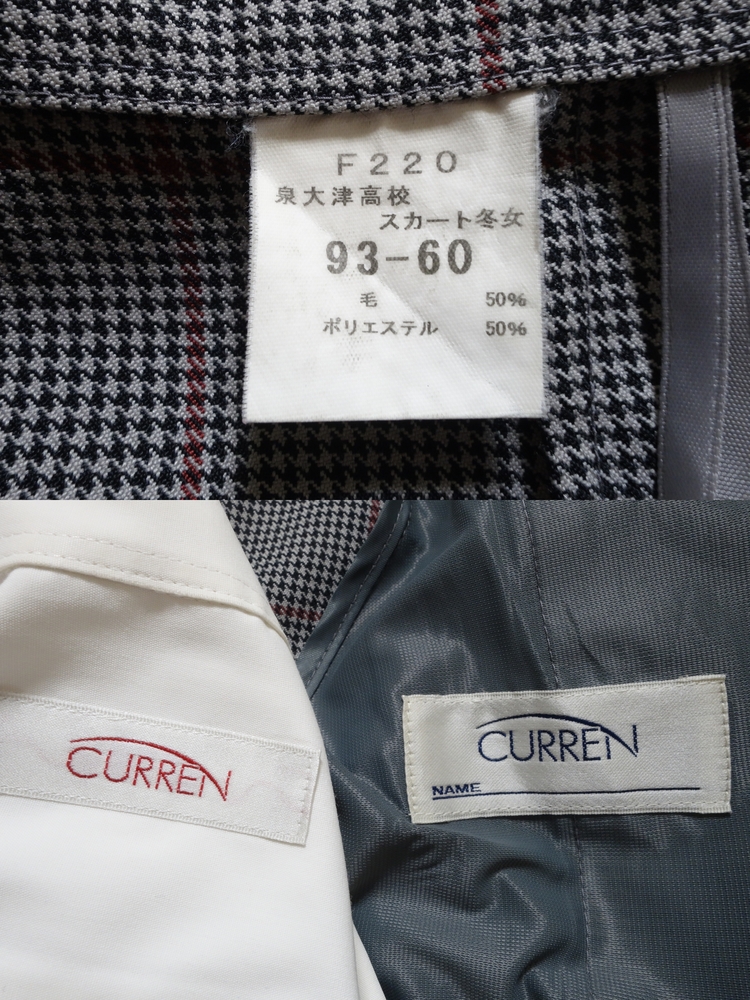 F220
泉大津高校
スカート冬女
93-60
毛 50%
ポリエステル 50%
CURREN
CURREN
NAME